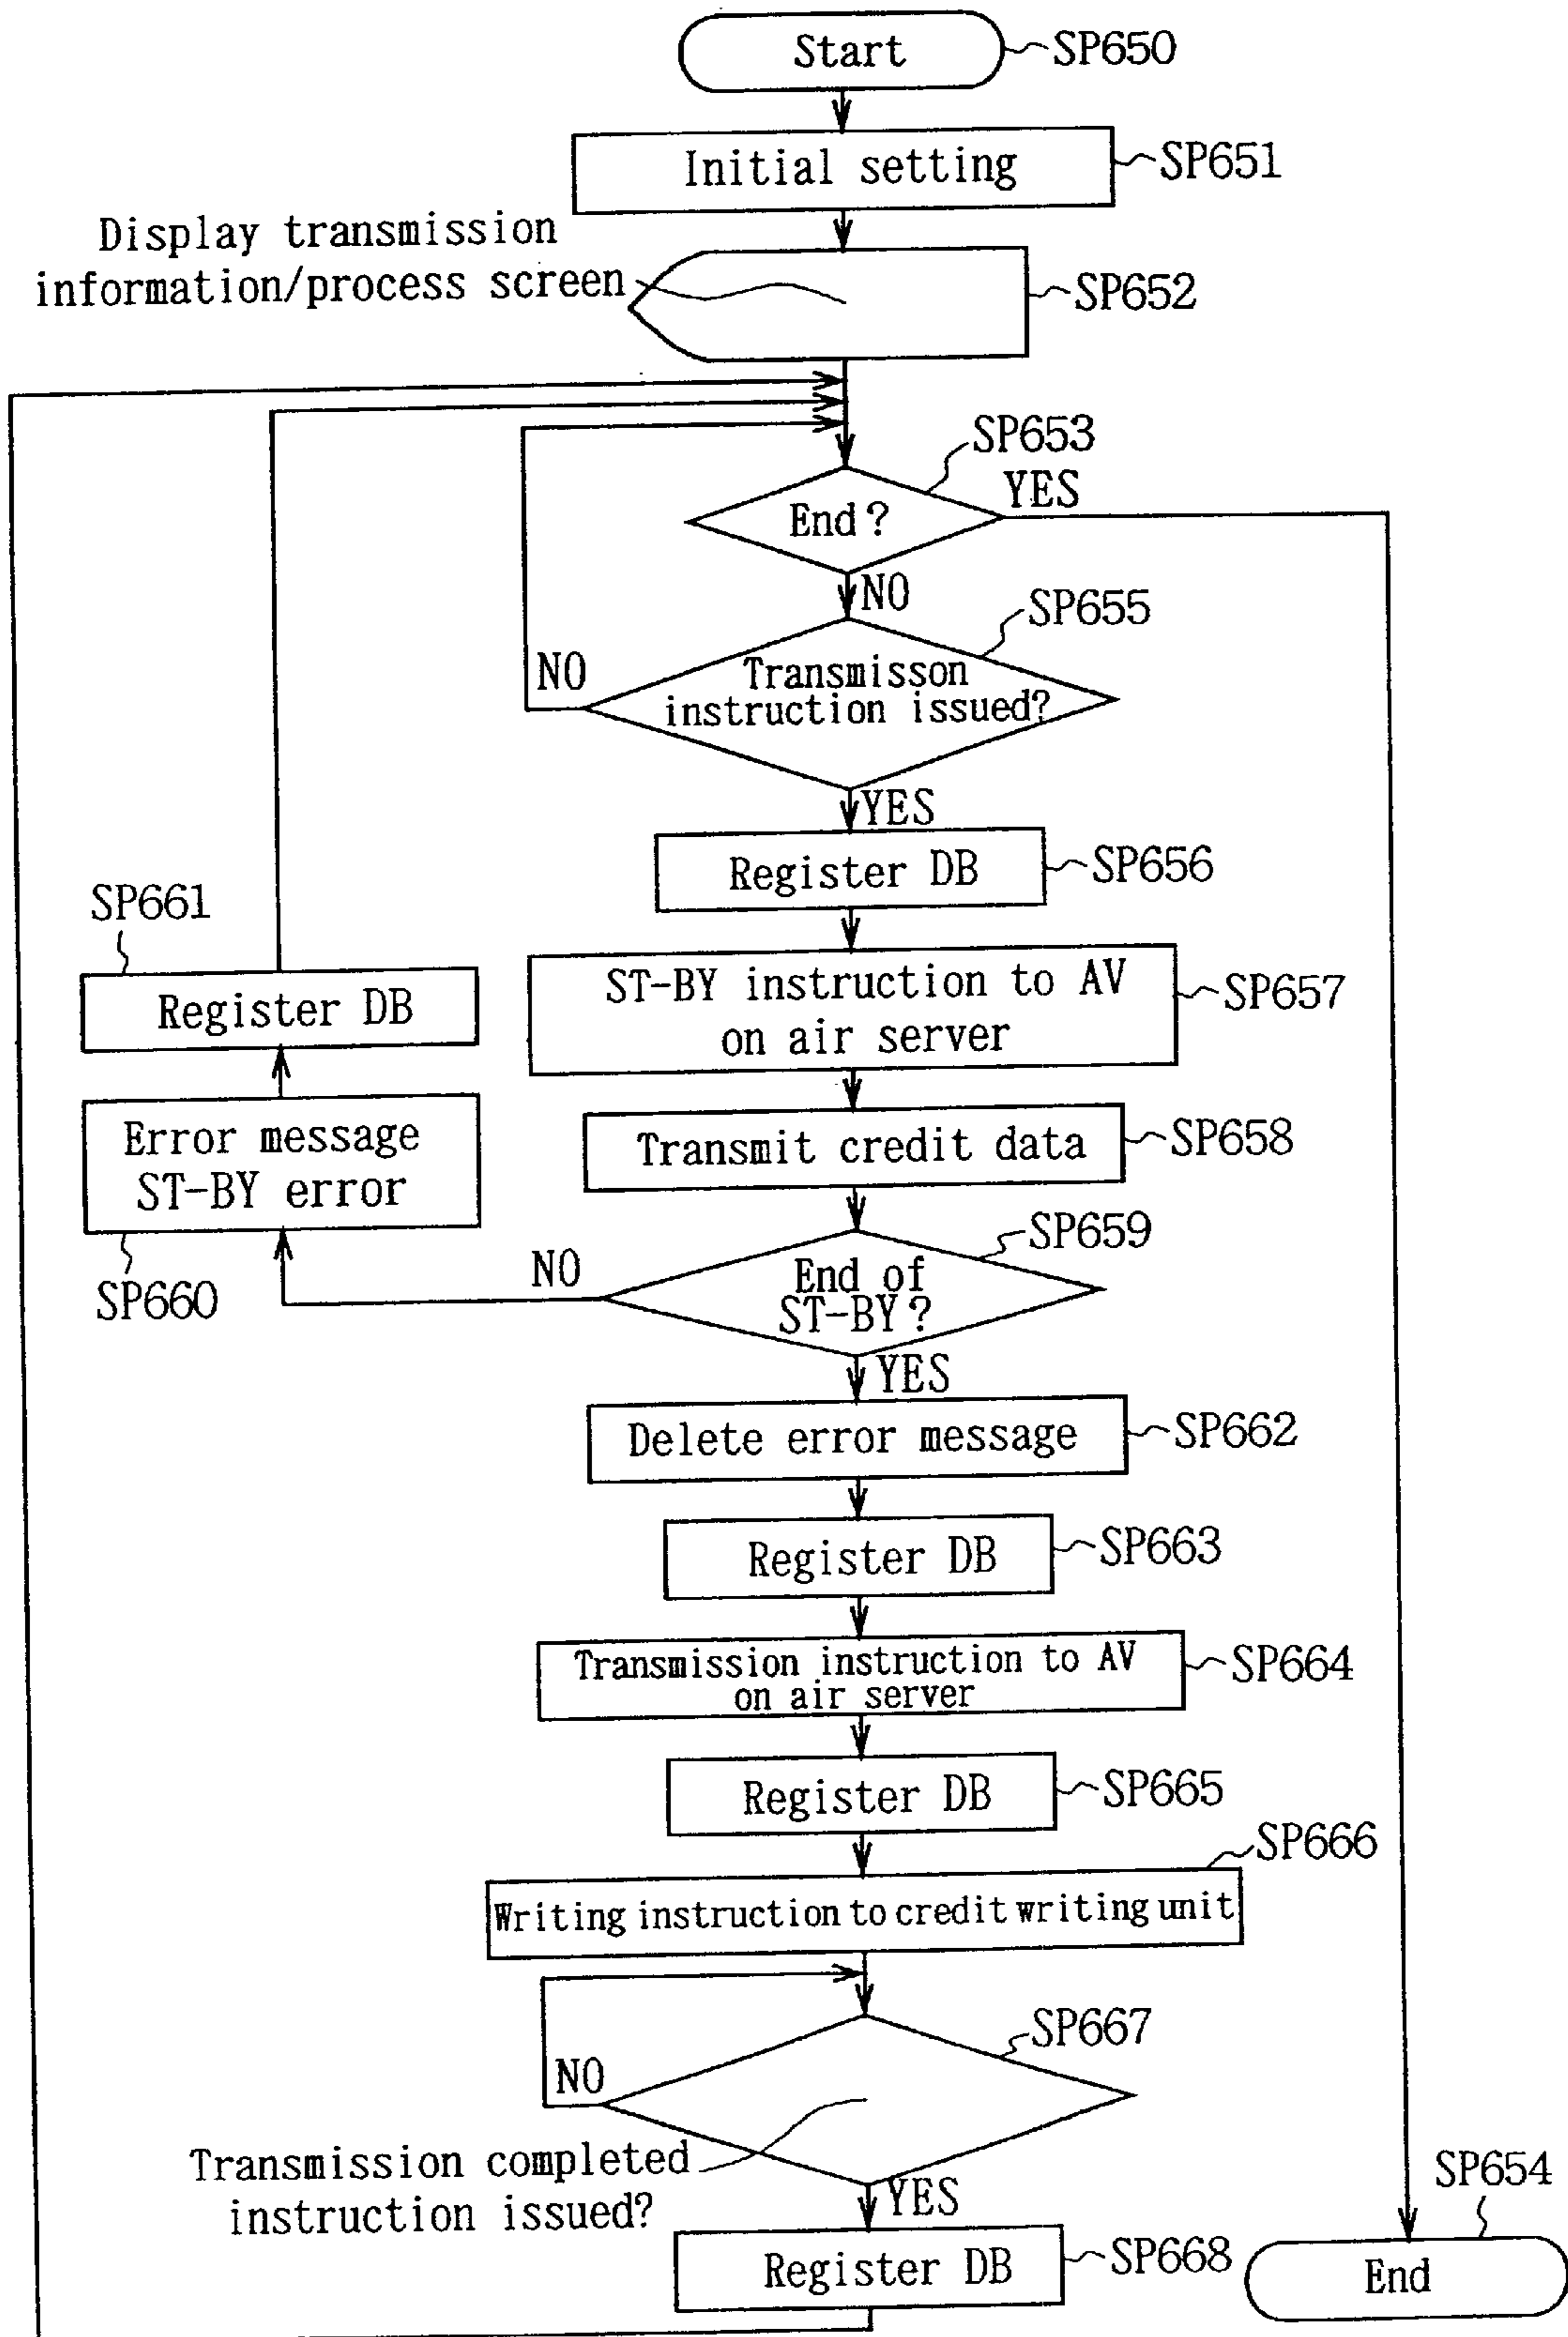 Start
SP650
Initial setting
SP651
Display transmission
information/process screen
SP652
SP653
End?
YES
NO
SP655
Transmisson
instruction issued?
NO
YES
Register DB
SP656
SP661
Register DB
ST-BY instruction to AV
on air server
SP657
Error message
ST-BY error
SP660
Transmit credit data
SP658
SP659
End of
ST-BY?
NO
YES
Delete error message
SP662
Register DB
SP663
Transmission instruction to AV
on air server
SP664
Register DB
SP665
SP666
Writing instruction to credit writing unit
SP667
NO
Transmission completed
instruction issued?
YES
Register DB
SP668
SP654
End